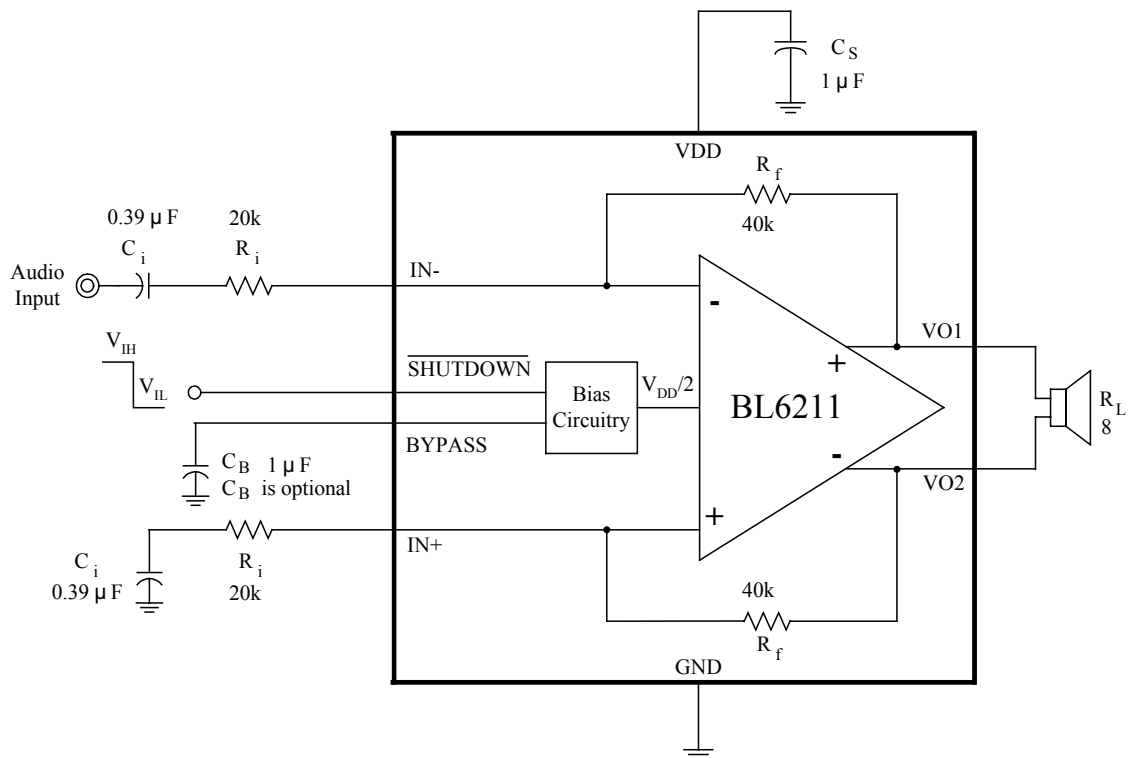 C S
1 μ F
VDD
R f
40k
0.39 μ F
C i
20k
R i
Audio
Input
IN-
-
VO1
+
V IH
V IL
SHUTDOWN
Bias
Circuitry
V DD/2
BL6211
R L
8
BYPASS
C B 1 μ F
C B is optional
-
VO2
+
IN+
C i
0.39 μ F
R i
20k
40k
R f
GND